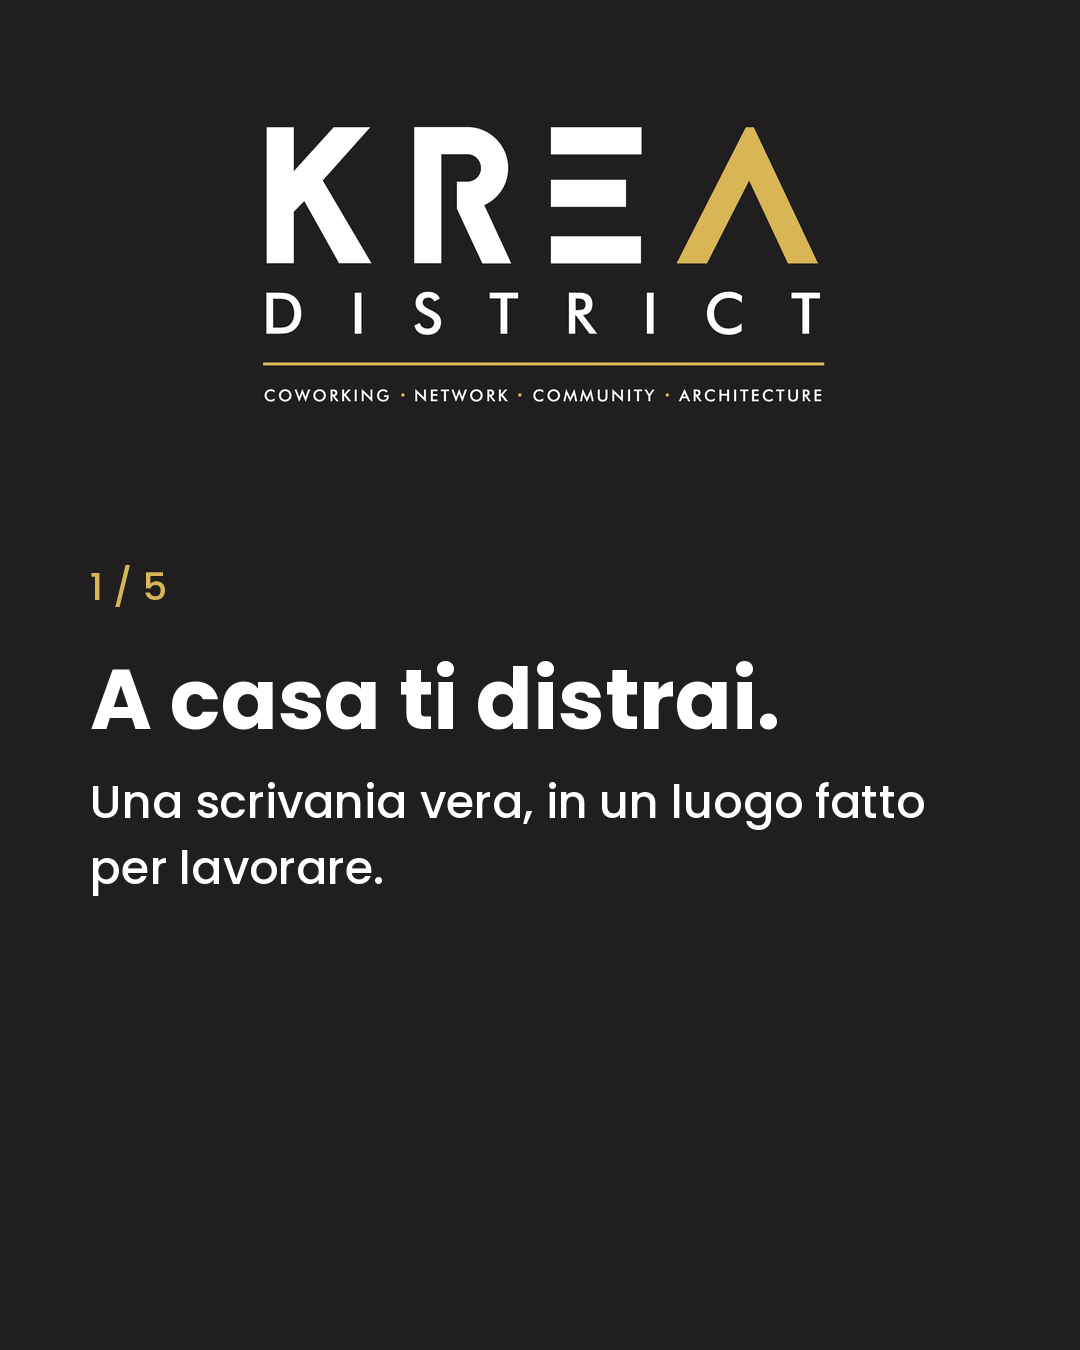 KREA
DISTRICT
COWORKING · NETWORK · COMMUNITY · ARCHITECTURE
1 / 5
A casa ti distrai.
Una scrivania vera, in un luogo fatto
per lavorare.